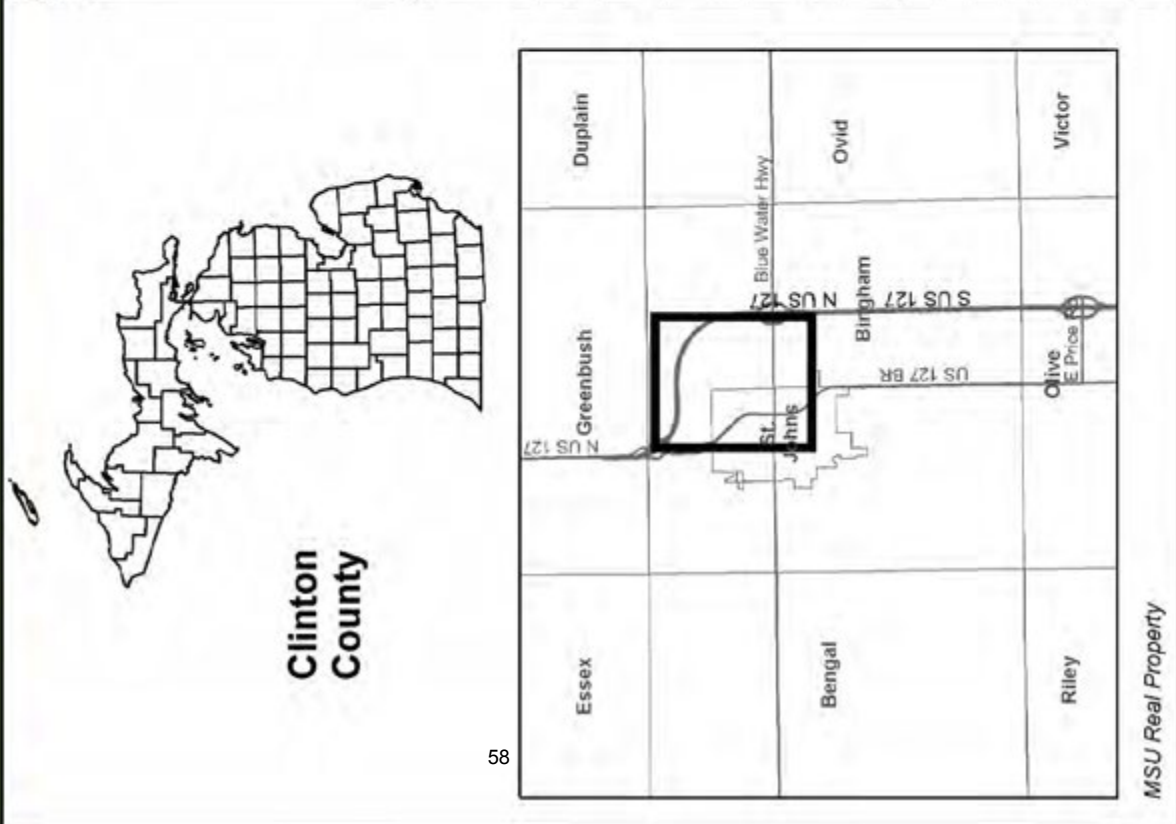 Clinton
County
Essex
Greenbush
Duplain
N US 127
Blue Water Hwy
N US 127
St.
Johns
Bengal
Bingham
Ovid
US 127 BR
S US 127
Riley
Olive
E Price
Victor
MSU Real Property
58